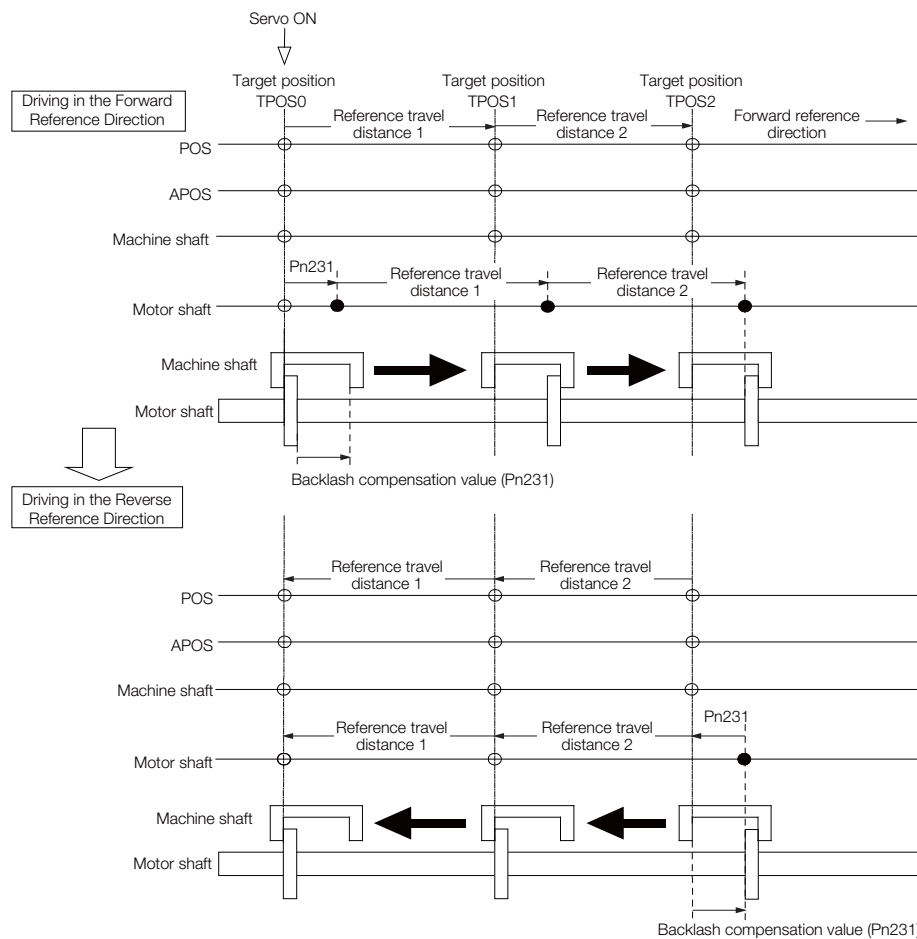 Servo ON
Target position
TPOS0
Target position
TPOS1
Target position
TPOS2
Driving in the Forward
Reference Direction
Reference travel
distance 1
Reference travel
distance 2
Forward reference
direction
POS
APOS
Machine shaft
Pn231
Reference travel
distance 1
Reference travel
distance 2
Motor shaft
Machine shaft
Motor shaft
Backlash compensation value (Pn231)
Driving in the Reverse
Reference Direction
Reference travel
distance 1
Reference travel
distance 2
POS
APOS
Machine shaft
Reference travel
distance 1
Reference travel
distance 2
Pn231
Motor shaft
Machine shaft
Motor shaft
Backlash compensation value (Pn231)